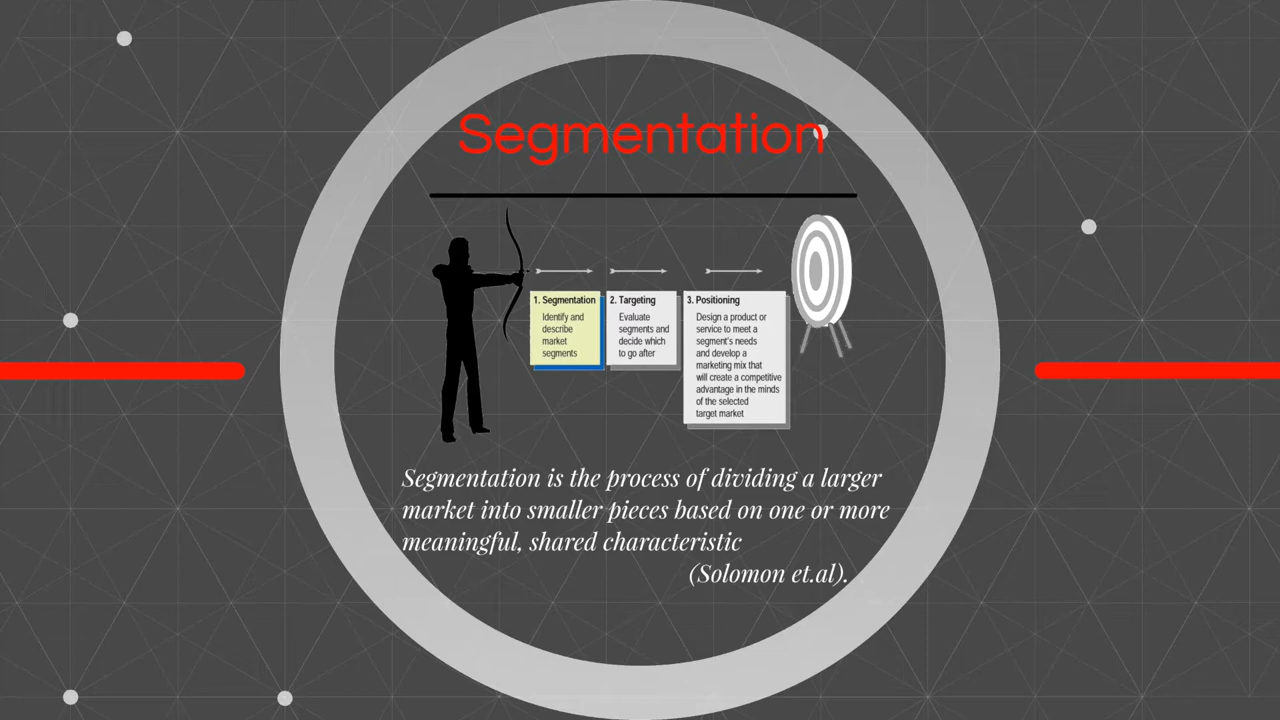 Segmentation
1. Segmentation
Identify and
describe
market
segments
2. Targeting
Evaluate
segments and
decide which
to go after
3. Positioning
Design a product or
service to meet a
segment's needs
and develop a
marketing mix that
will create a competitive
advantage in the minds
of the selected
target market
Segmentation is the process of dividing a larger
market into smaller pieces based on one or more
meaningful, shared characteristic
(Solomon et.al).